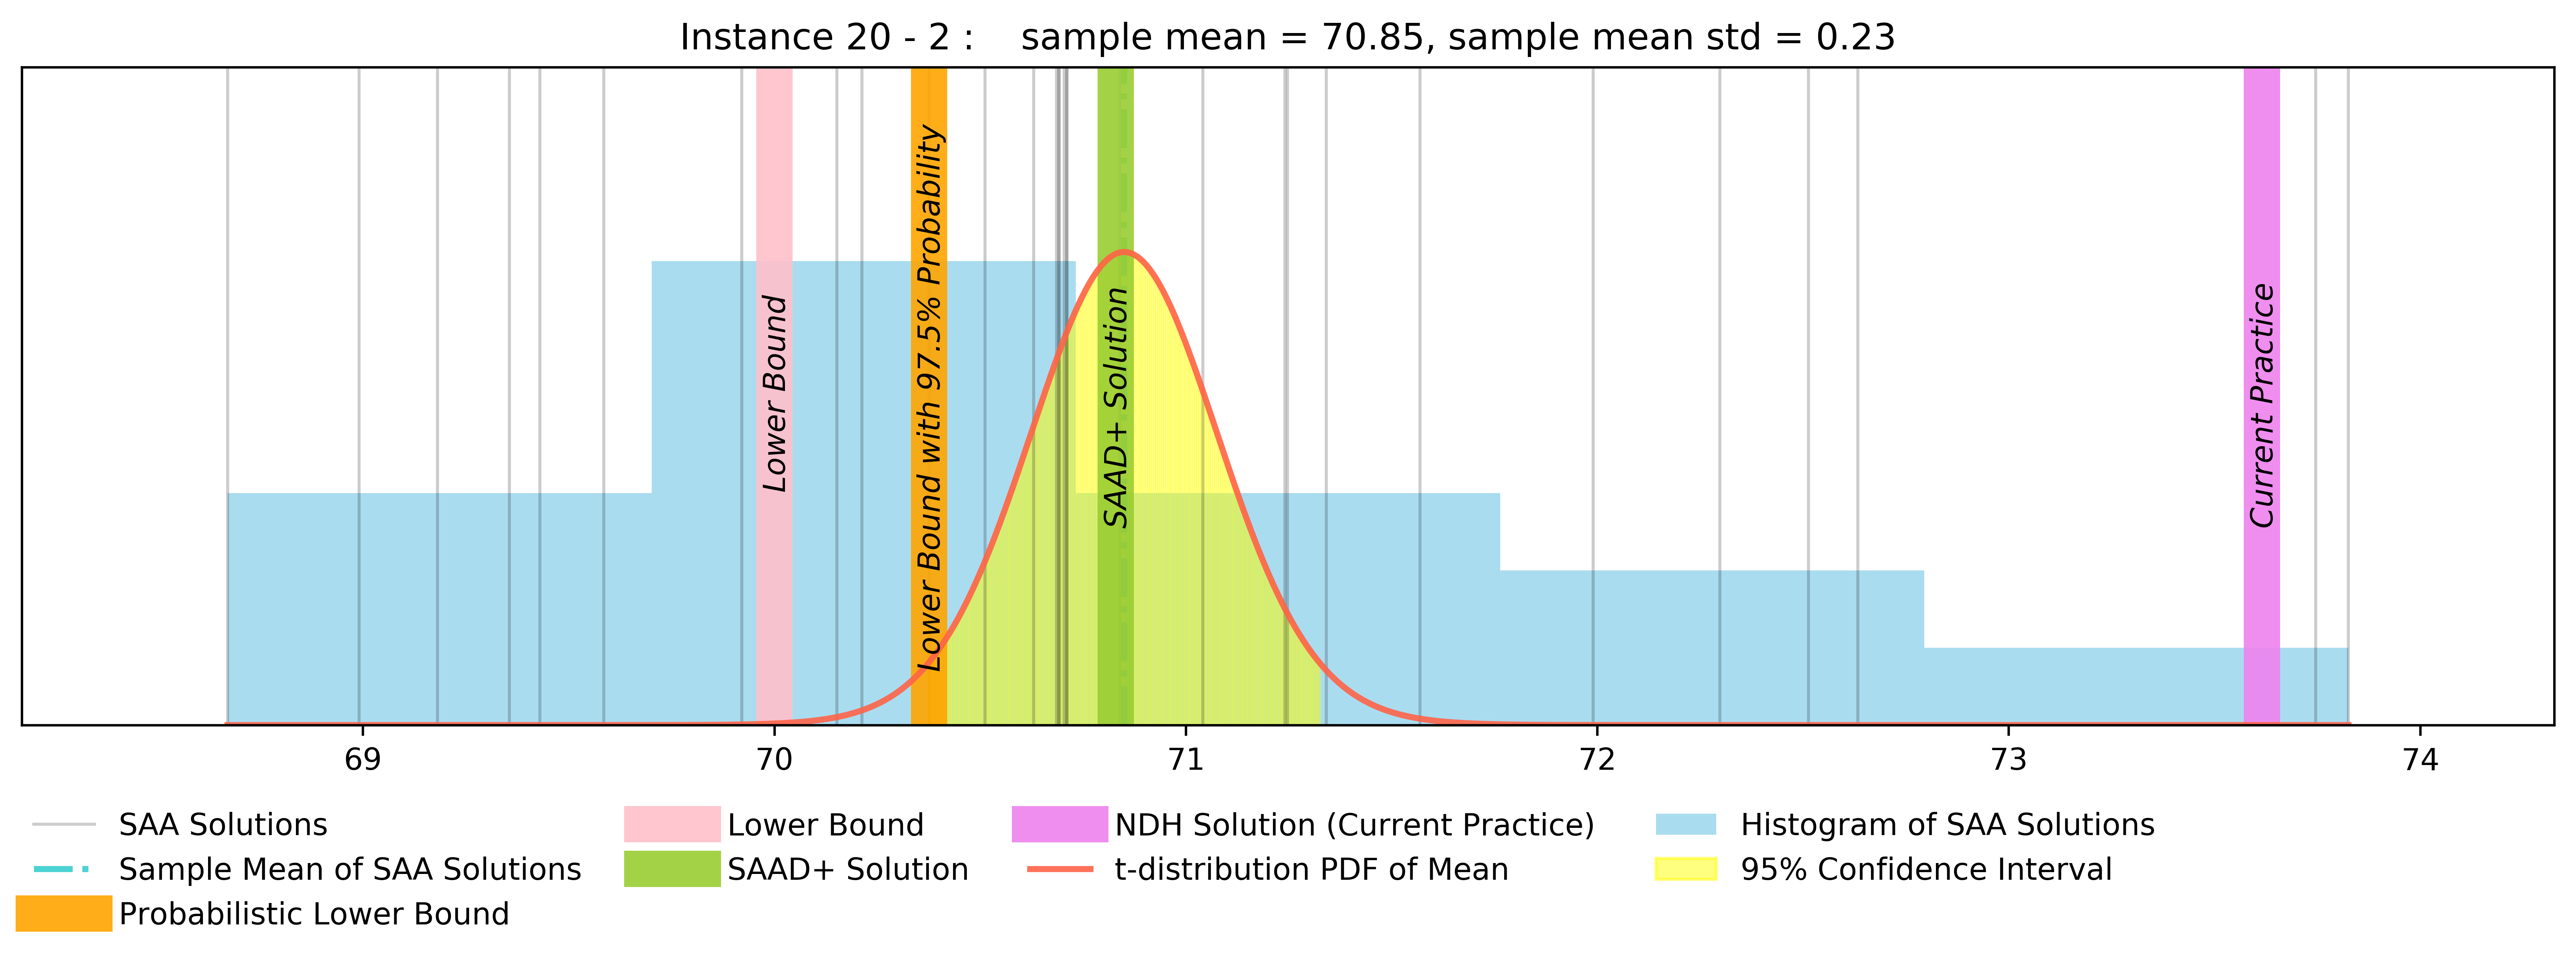 Instance 20 - 2 :    sample mean = 70.85, sample mean std = 0.23
Lower Bound
Lower Bound with 97.5% Probability
SAAD+ Solution
Current Practice
69 70 71 72 73 74
SAA Solutions
Sample Mean of SAA Solutions
Probabilistic Lower Bound
Lower Bound
SAAD+ Solution
NDH Solution (Current Practice)
t-distribution PDF of Mean
Histogram of SAA Solutions
95% Confidence Interval